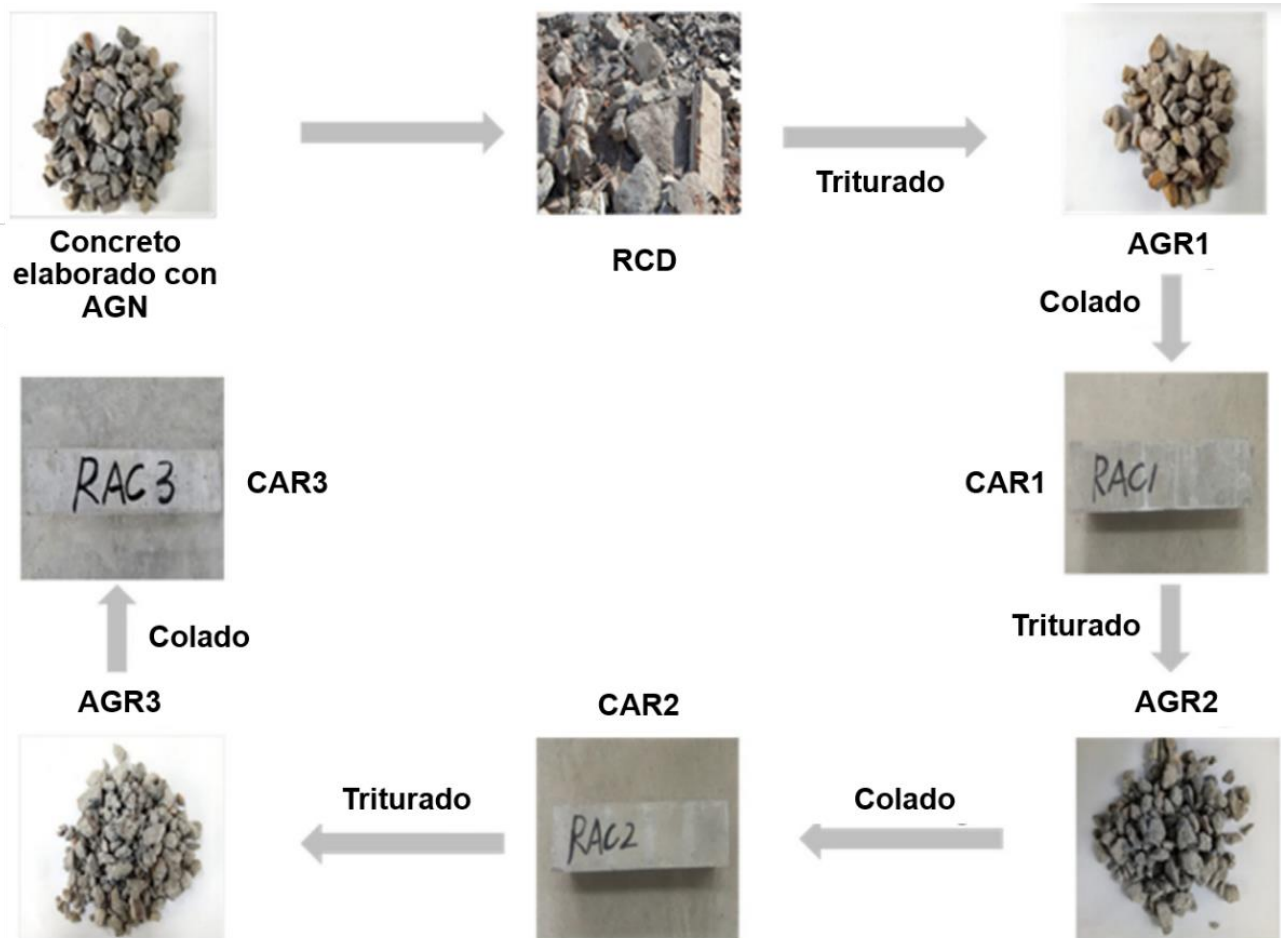 Concreto
elaborado con
AGN
RCD
Triturado
AGR1
Colado
RAC1
CAR1
Triturado
AGR2
Colado
CAR2
RAC2
Triturado
AGR3
Colado
RAC3
CAR3